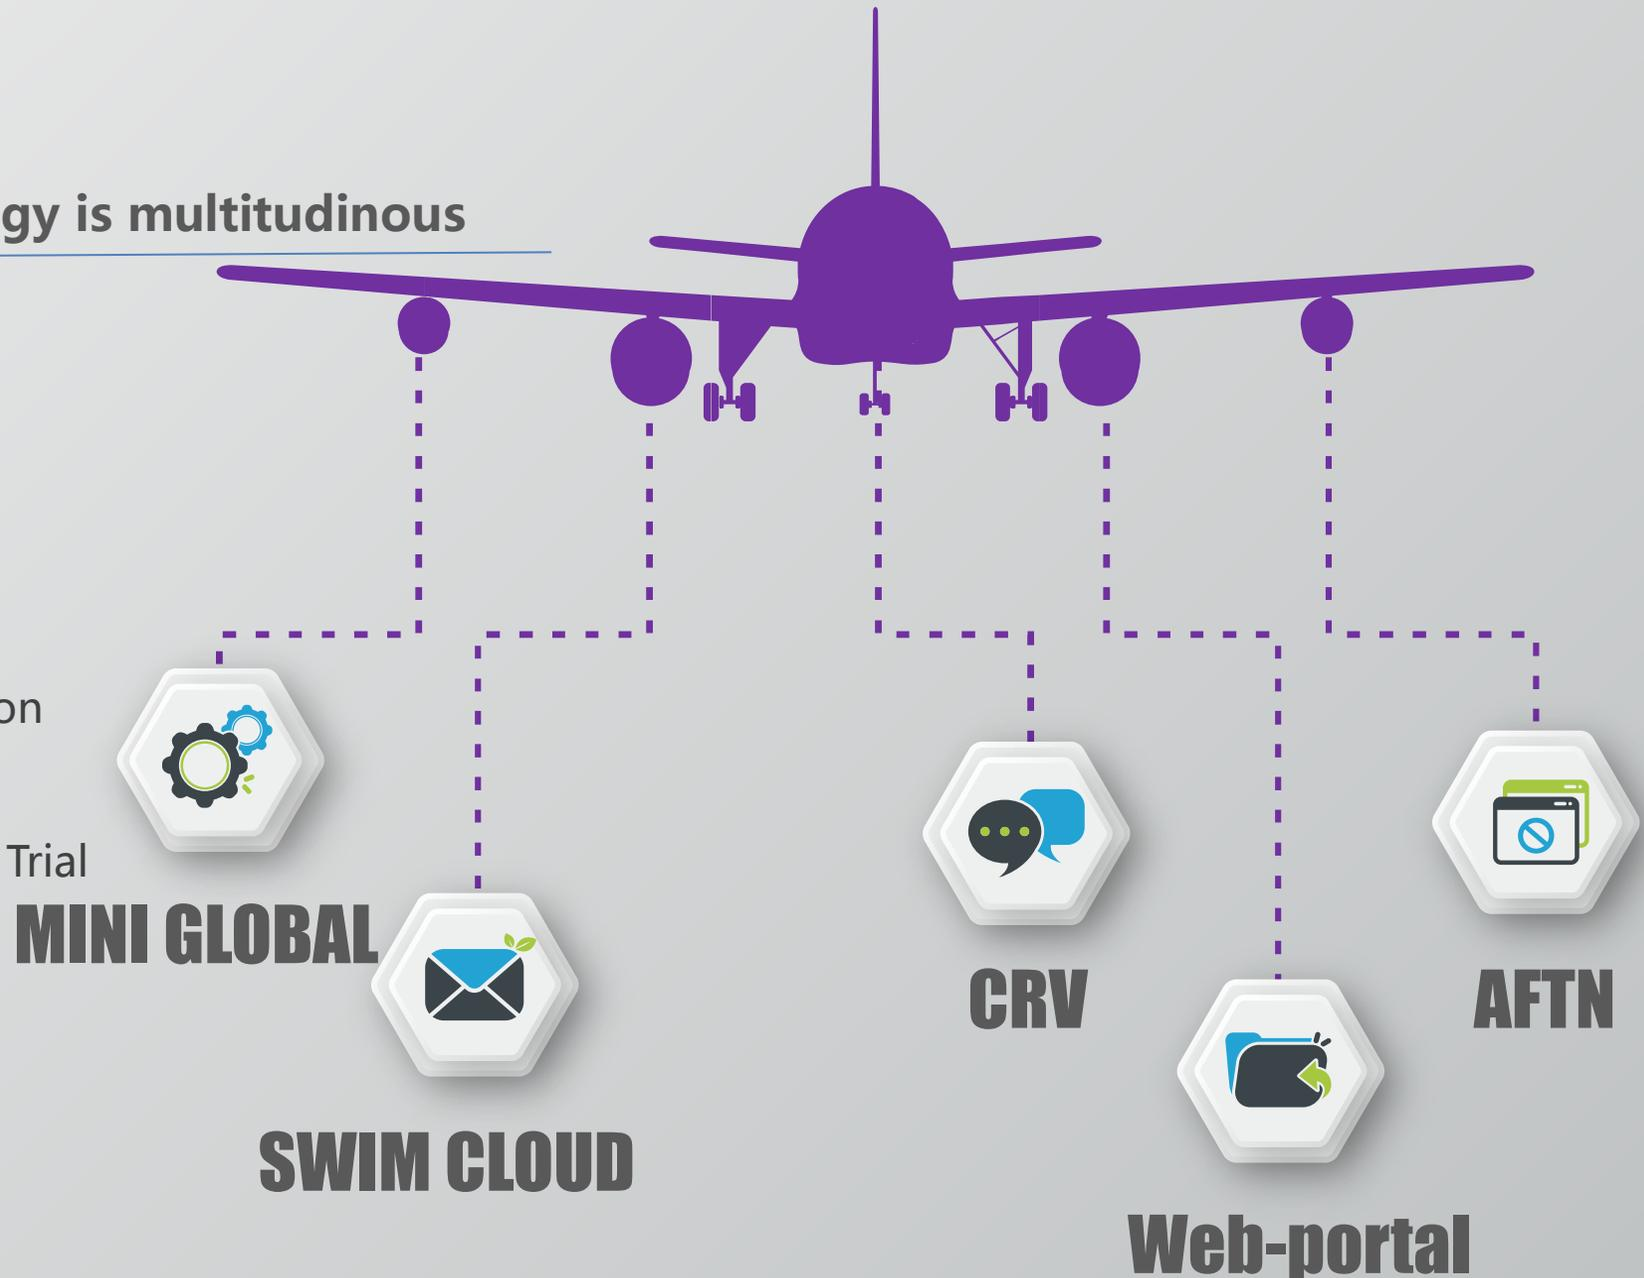 gy is multitudinous
on
Trial
MINI GLOBAL
CRV
AFTN
SWIM CLOUD
Web-portal